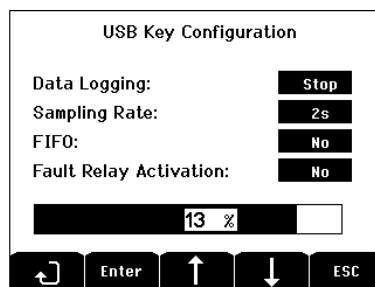 USB Key Configuration
Data Logging: Stop
Sampling Rate: 2s
FIFO: No
Fault Relay Activation: No
13 %
Enter ESC